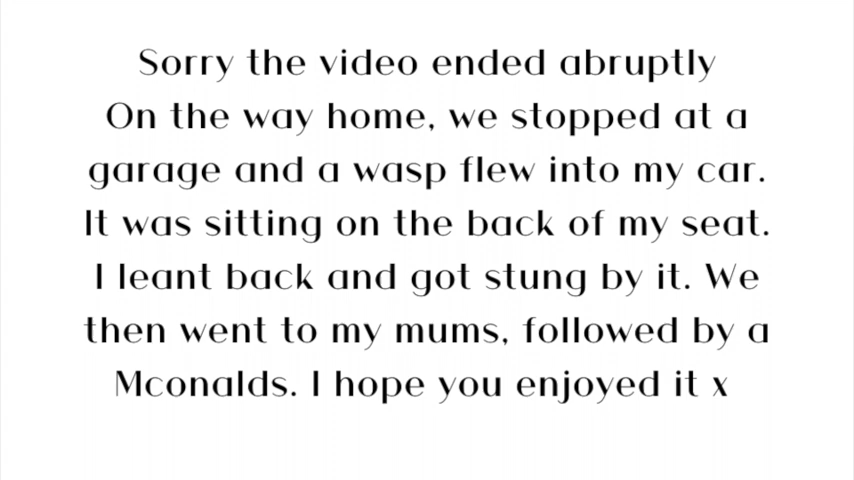 Sorry the video ended abruptly
On the way home, we stopped at a
garage and a wasp flew into my car.
It was sitting on the back of my seat.
I leant back and got stung by it. We
then went to my mums, followed by a
Mconalds. I hope you enjoyed it x